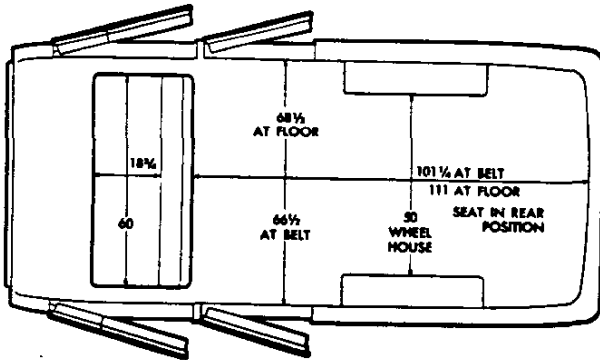 68½
AT FLOOR
18¾
60
66½
AT BELT
101¼ AT BELT
111 AT FLOOR
50
WHEEL
HOUSE
SEAT IN REAR
POSITION